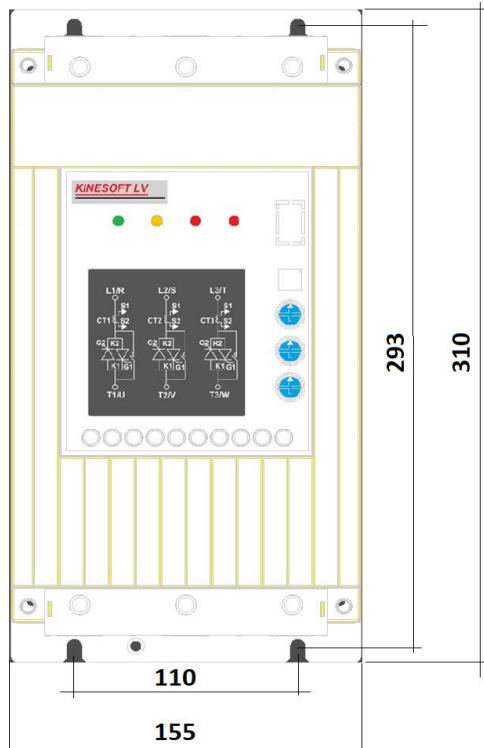 KINESOFT LV
L1/R L2/S L3/T
S1 S1 S1
CT1 S2 CT2 S2 CT3 S2
G2 K2 G2 K2 G2 K2
K1 G1 K1 G1 K1 G1
T1/U T2/V T3/W
293
310
110
155